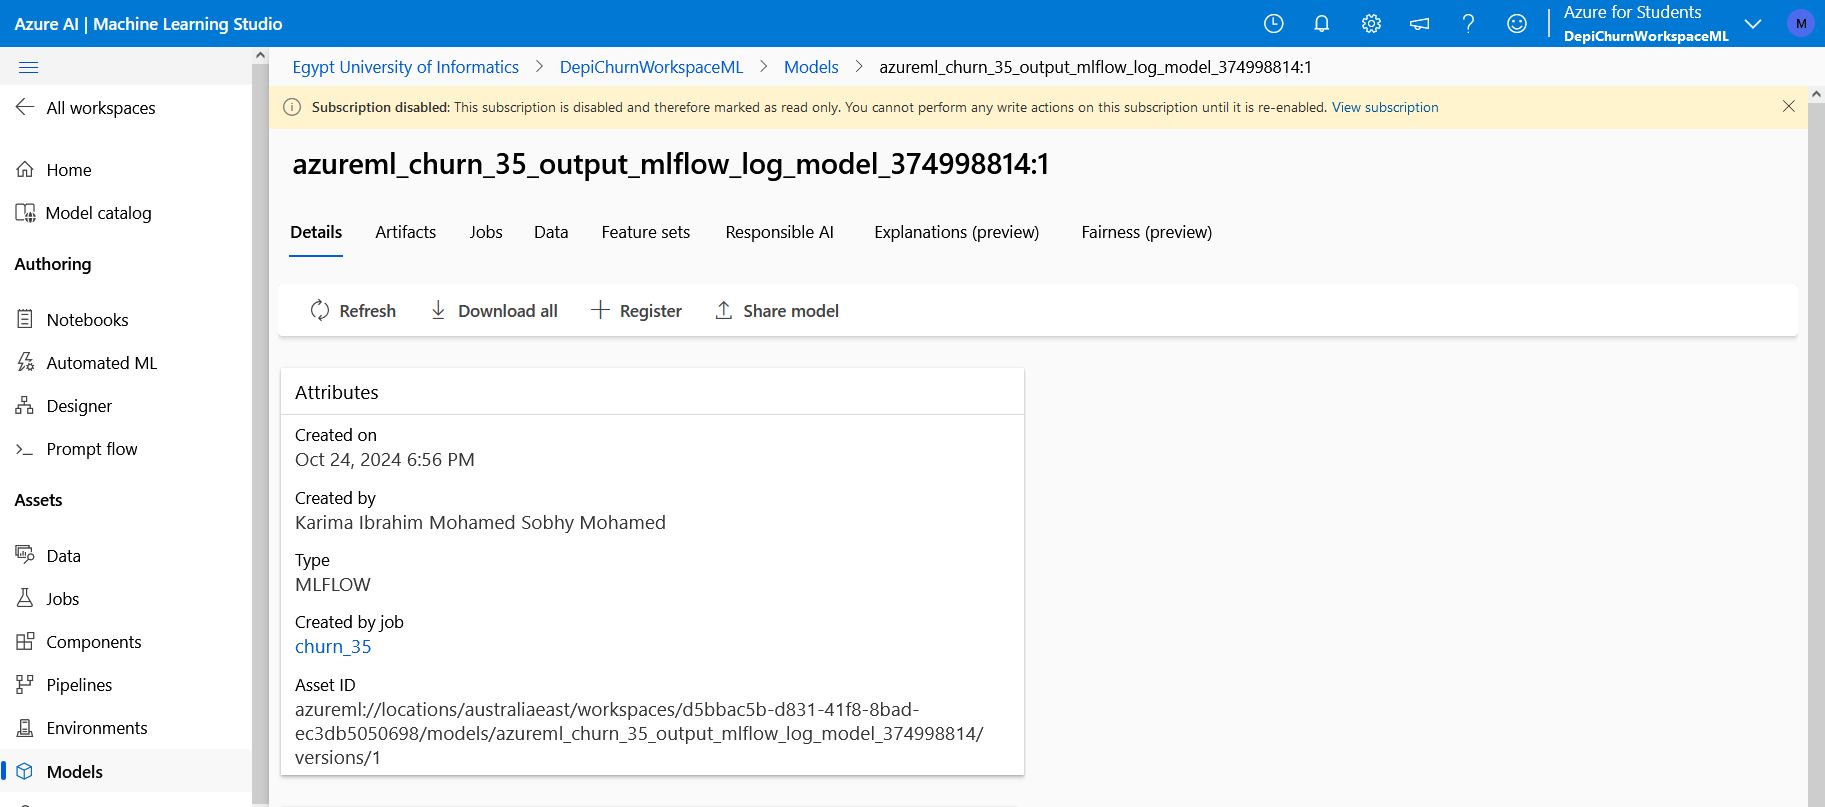 Azure AI | Machine Learning Studio
Azure for Students
DepiChurnWorkspaceML
M
All workspaces
Home
Model catalog
Authoring
Notebooks
Automated ML
Designer
Prompt flow
Assets
Data
Jobs
Components
Pipelines
Environments
Models
Egypt University of Informatics > DepiChurnWorkspaceML > Models > azureml_churn_35_output_mlflow_log_model_374998814:1
Subscription disabled: This subscription is disabled and therefore marked as read only. You cannot perform any write actions on this subscription until it is re-enabled. View subscription
azureml_churn_35_output_mlflow_log_model_374998814:1
Details Artifacts Jobs Data Feature sets Responsible AI Explanations (preview) Fairness (preview)
Refresh Download all Register Share model
Attributes
Created on
Oct 24, 2024 6:56 PM
Created by
Karima Ibrahim Mohamed Sobhy Mohamed
Type
MLFLOW
Created by job
churn_35
Asset ID
azureml://locations/australiaeast/workspaces/d5bbac5b-d831-41f8-8bad-
ec3db5050698/models/azureml_churn_35_output_mlflow_log_model_374998814/
versions/1